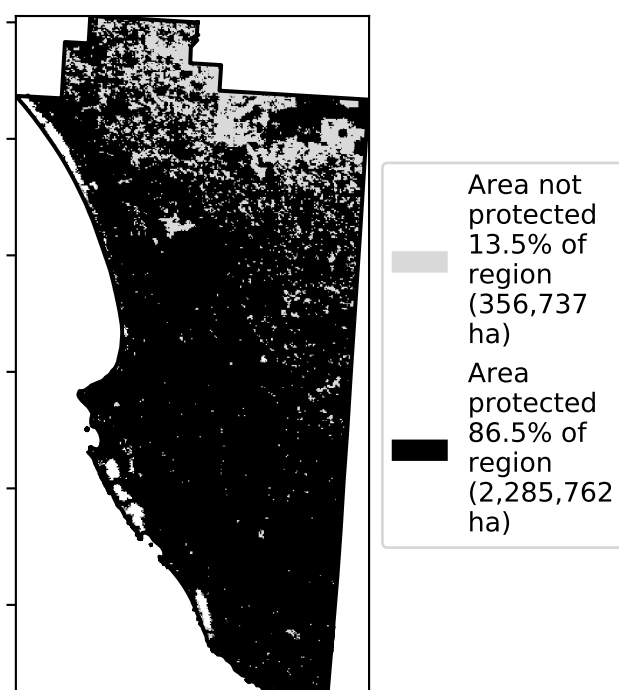 Area not
protected
13.5% of
region
(356,737
ha)
Area
protected
86.5% of
region
(2,285,762
ha)